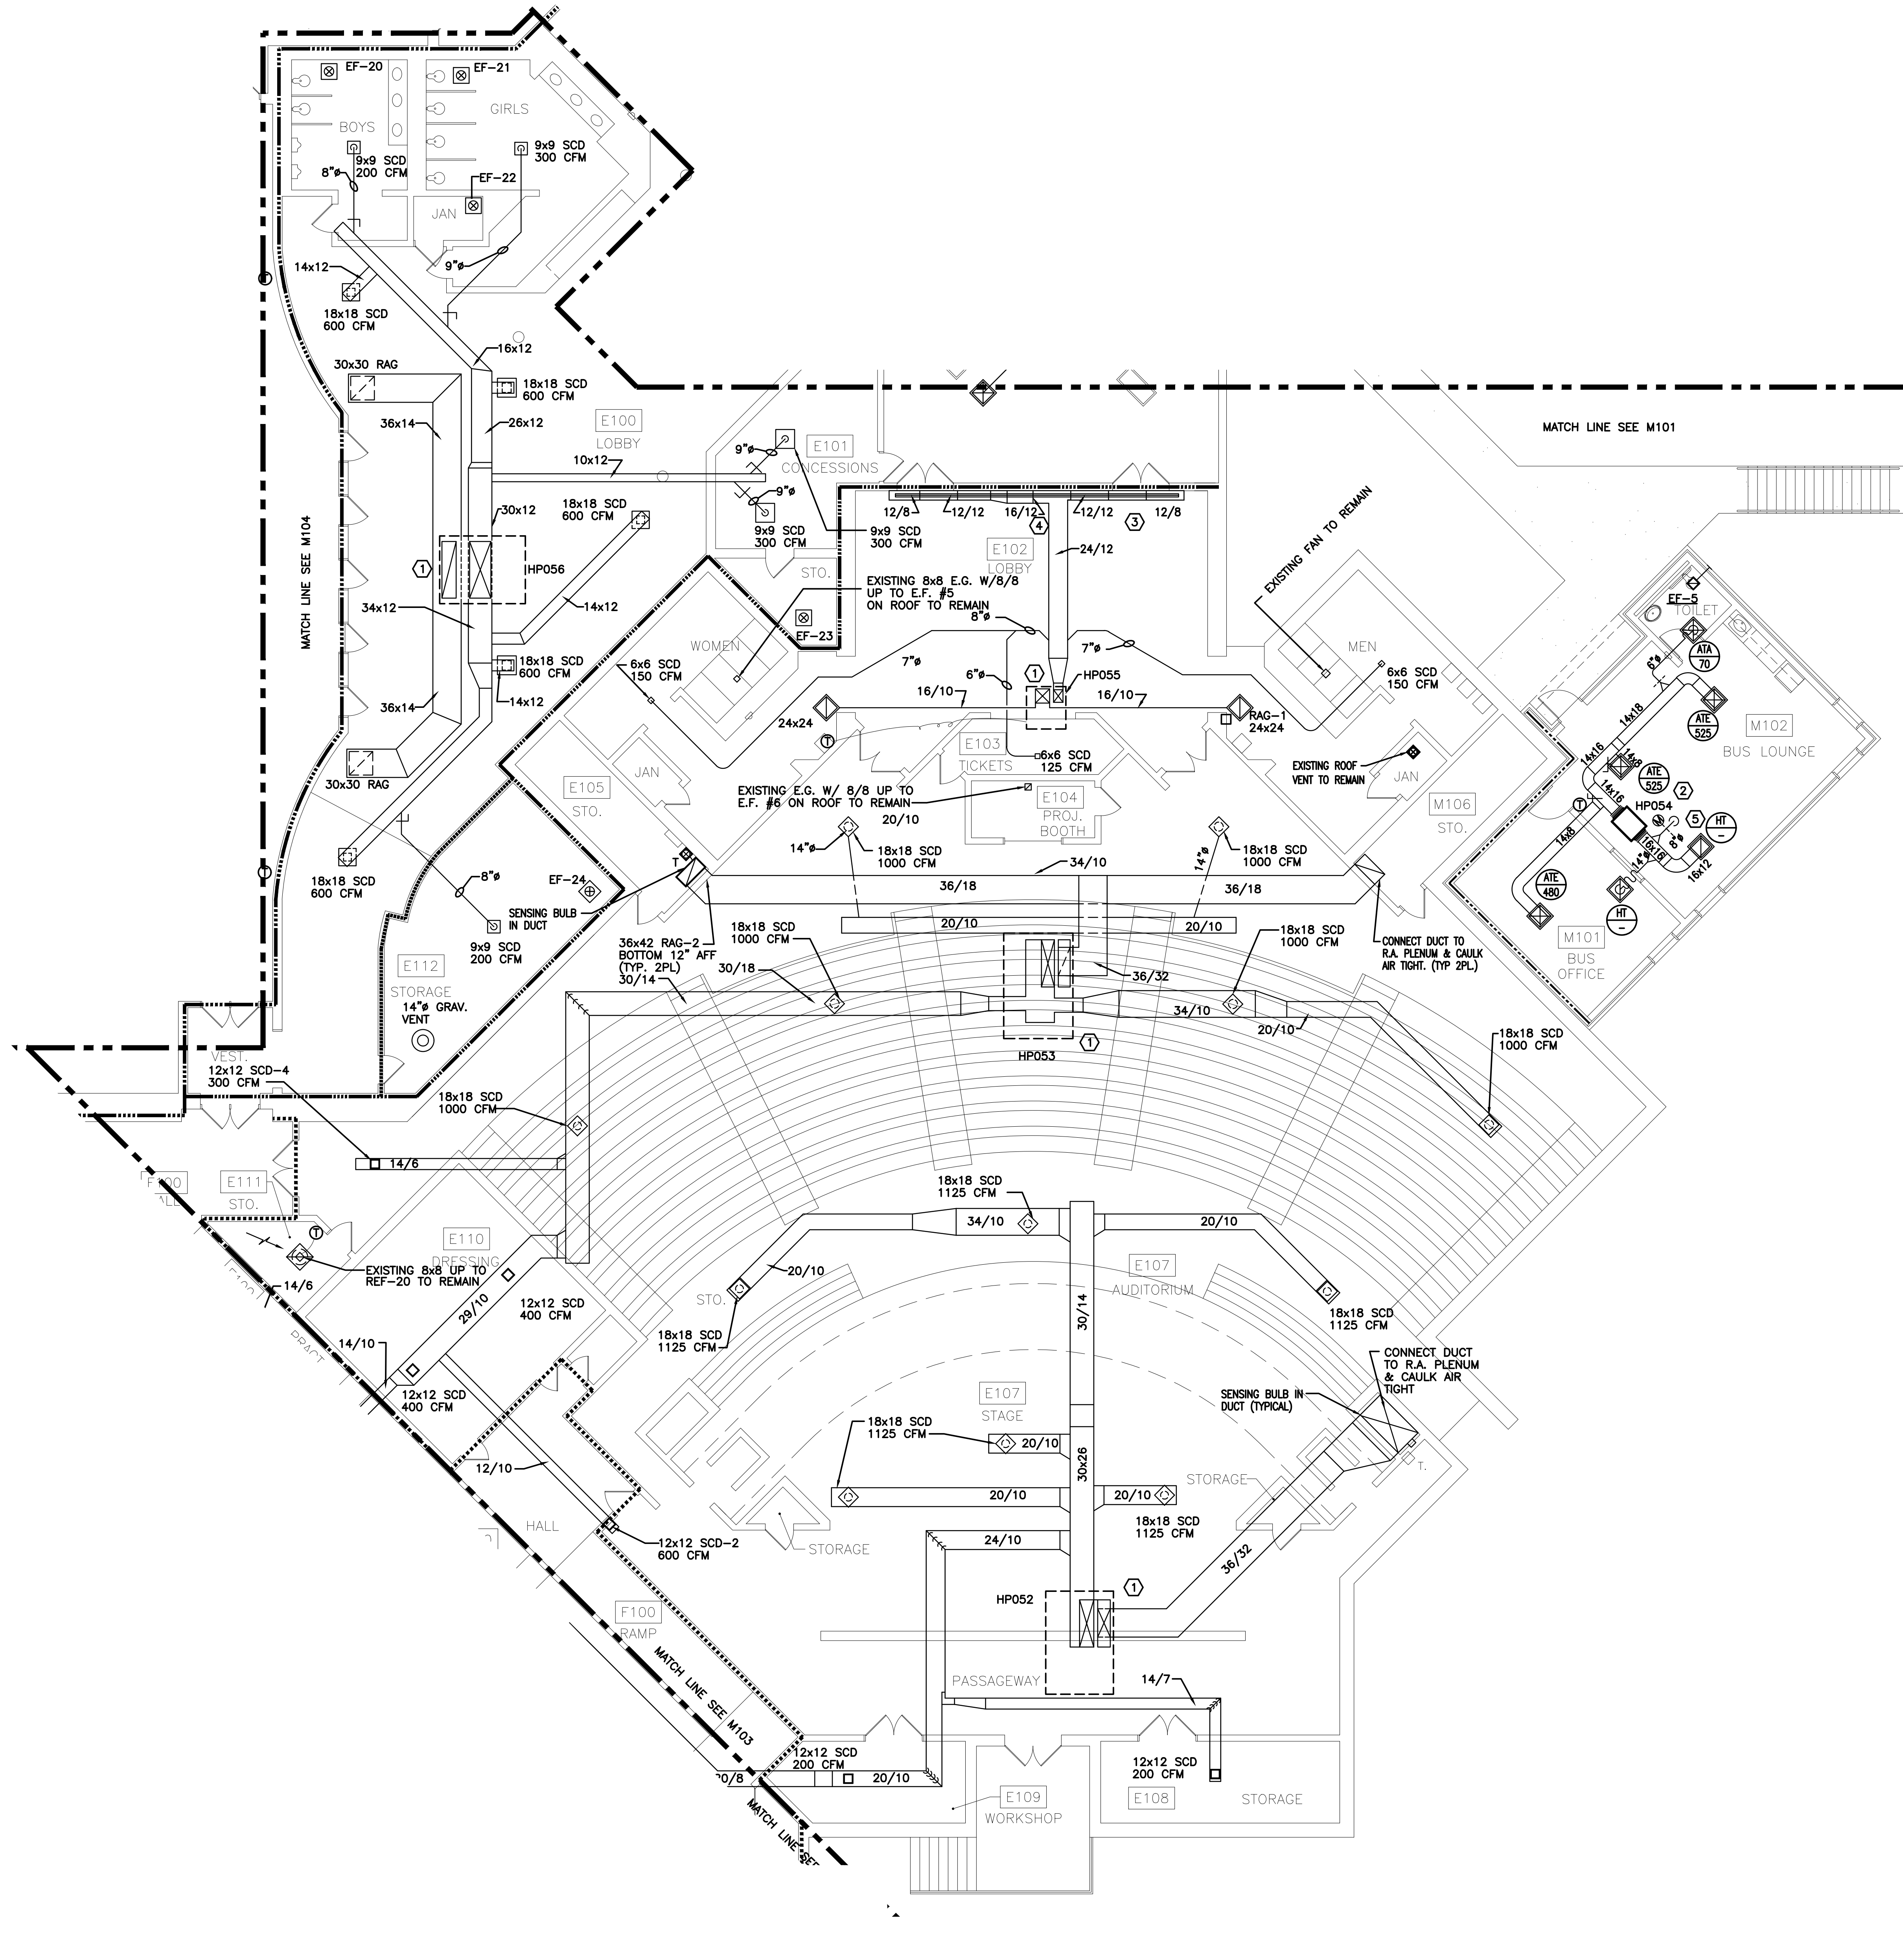 EF-20
EF-21
GIRLS
BOYS
9x9 SCD
200 CFM
8"ø
9x9 SCD
300 CFM
EF-22
JAN
9"ø
14x12
18x18 SCD
600 CFM
16x12
30x30 RAG
18x18 SCD
600 CFM
36x14
26x12
E100
LOBBY
10x12
9"ø
E101
CONCESSIONS
9"ø
MATCH LINE SEE M101
MATCH LINE SEE M104
18x18 SCD
600 CFM
30x12
9x9 SCD
300 CFM
9x9 SCD
300 CFM
12/8
12/12
16/12
12/12
12/8
4
3
24/12
E102
LOBBY
1
HP056
34x12
14x12
STO.
EXISTING 8x8 E.G. W/8/8
UP TO E.F. #5
ON ROOF TO REMAIN
EF-23
EXISTING FAN TO REMAIN
WOMEN
MEN
8"ø
7"ø
7"ø
6"ø
6x6 SCD
150 CFM
6x6 SCD
150 CFM
18x18 SCD
600 CFM
14x12
36x14
1
HP055
16/10
16/10
24x24
RAG-1
24x24
T
EF-5
TOILET
ATA
70
6"ø
ATE
525
M102
BUS LOUNGE
14x18
14x16
14x8
ATE
525
2
14x16
HP054
T
5
HT
-
8"ø
14x8
16x16
14"ø
16x12
ATE
480
HT
-
M101
BUS
OFFICE
30x30 RAG
E103
TICKETS
6x6 SCD
125 CFM
JAN
E105
STO.
EXISTING E.G. W/ 8/8 UP TO
E.F. #6 ON ROOF TO REMAIN
E104
PROJ.
BOOTH
EXISTING ROOF
VENT TO REMAIN
JAN
M106
STO.
20/10
14"ø
18x18 SCD
1000 CFM
14"ø
18x18 SCD
1000 CFM
T
34/10
36/18
36/18
18x18 SCD
600 CFM
8"ø
EF-24
SENSING BULB
IN DUCT
9x9 SCD
200 CFM
18x18 SCD
1000 CFM
20/10
20/10
18x18 SCD
1000 CFM
36x42 RAG-2
BOTTOM 12" AFF
(TYP. 2PL)
30/14
30/18
CONNECT DUCT TO
R.A. PLENUM & CAULK
AIR TIGHT. (TYP 2PL)
E112
STORAGE
14"ø GRAV.
VENT
36/32
34/10
20/10
HP053
1
18x18 SCD
1000 CFM
VEST.
12x12 SCD-4
300 CFM
18x18 SCD
1000 CFM
14/6
E111
STO.
18x18 SCD
1125 CFM
T
E110
DRESSING
EXISTING 8x8 UP TO
REF-20 TO REMAIN
34/10
20/10
14/6
20/10
E107
AUDITORIUM
STO.
29/10
12x12 SCD
400 CFM
30/14
18x18 SCD
1125 CFM
18x18 SCD
1125 CFM
14/10
12x12 SCD
400 CFM
CONNECT DUCT
TO R.A. PLENUM
& CAULK AIR
TIGHT
SENSING BULB IN
DUCT (TYPICAL)
E107
STAGE
18x18 SCD
1125 CFM
20/10
30x26
T.
12/10
STORAGE
20/10
20/10
18x18 SCD
1125 CFM
HALL
12x12 SCD-2
600 CFM
STORAGE
24/10
36/32
HP052
1
F100
RAMP
MATCH LINE SEE M103
PASSAGEWAY
14/7
12x12 SCD
200 CFM
20/10
12x12 SCD
200 CFM
E109
WORKSHOP
E108
STORAGE
MATCH LINE SEE